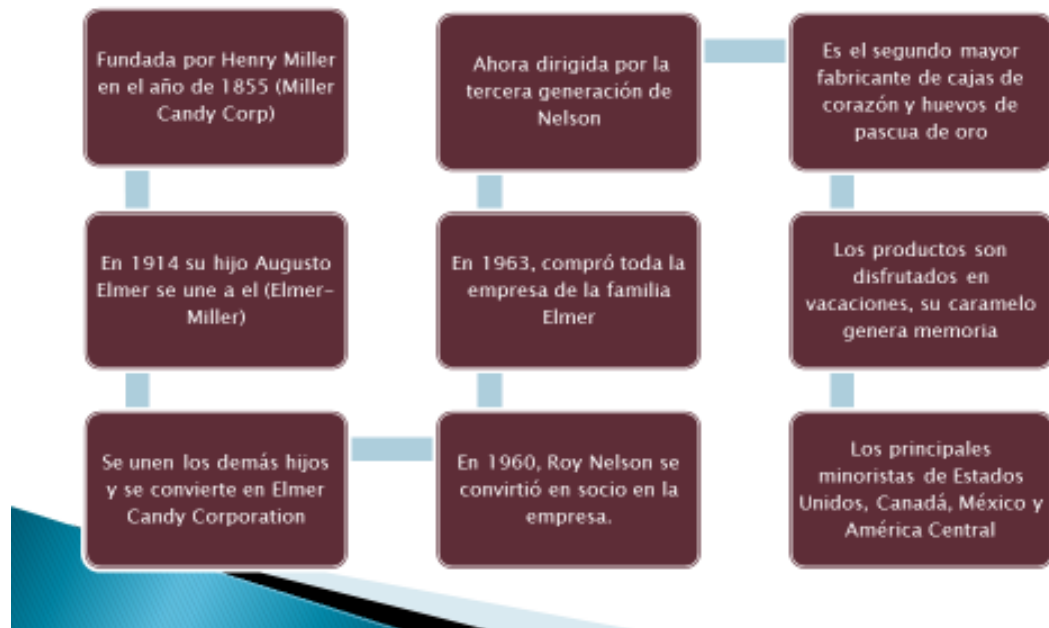 Fundada por Henry Miller
en el año de 1855 (Miller
Candy Corp)
En 1914 su hijo Augusto
Elmer se une a el (Elmer-
Miller)
Se unen los demás hijos
y se convierte en Elmer
Candy Corporation
En 1960, Roy Nelson se
convirtió en socio en la
empresa.
En 1963, compró toda la
empresa de la familia
Elmer
Ahora dirigida por la
tercera generación de
Nelson
Es el segundo mayor
fabricante de cajas de
corazón y huevos de
pascua de oro
Los productos son
disfrutados en
vacaciones, su caramelo
genera memoria
Los principales
minoristas de Estados
Unidos, Canadá, México y
América Central